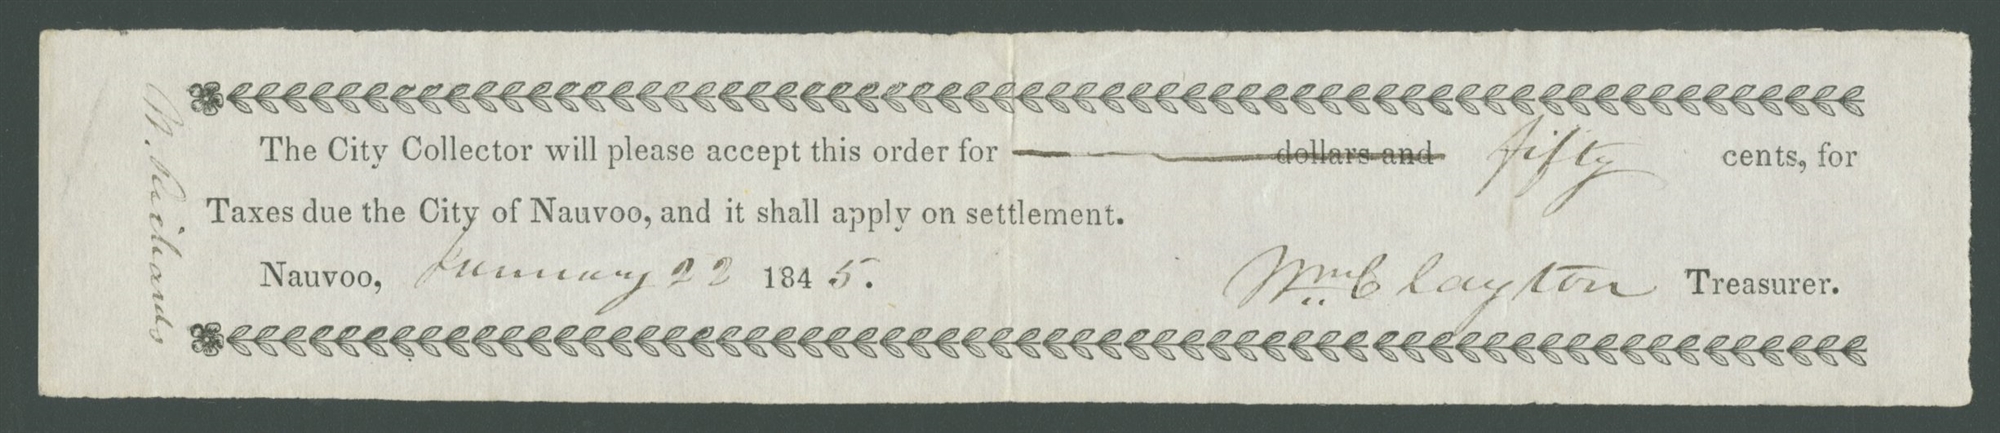 The City Collector will please accept this order for ——— dollars and fifty cents, for
Taxes due the City of Nauvoo, and it shall apply on settlement.
Nauvoo, January 22 1845. Wm Clayton Treasurer.
Richards